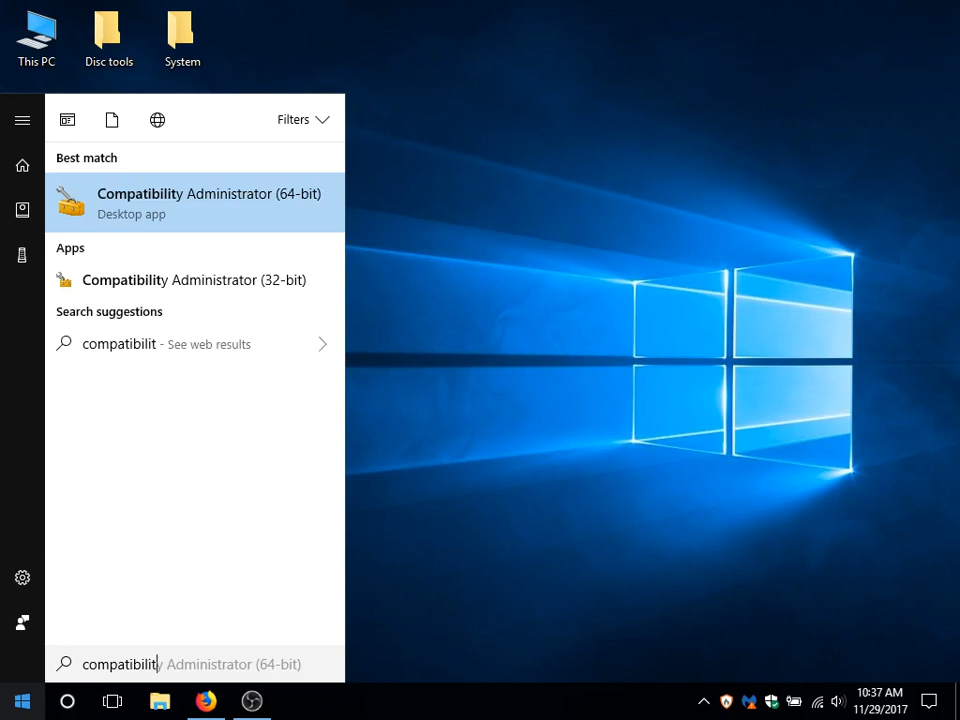 This PC
Disc tools
System
Filters
Best match
Compatibility Administrator (64-bit)
Desktop app
Apps
Compatibility Administrator (32-bit)
Search suggestions
compatibilit - See web results
compatibility Administrator (64-bit)
10:37 AM
11/29/2017